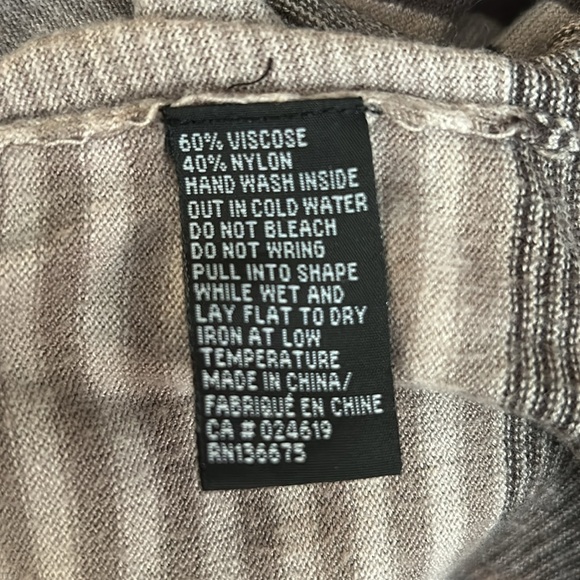 60% VISCOSE
40% NYLON
HAND WASH INSIDE
OUT IN COLD WATER
DO NOT BLEACH
DO NOT WRING
PULL INTO SHAPE
WHILE WET AND
LAY FLAT TO DRY
IRON AT LOW
TEMPERATURE
MADE IN CHINA/
FABRIQUÉ EN CHINE
CA # 024619
RN136675